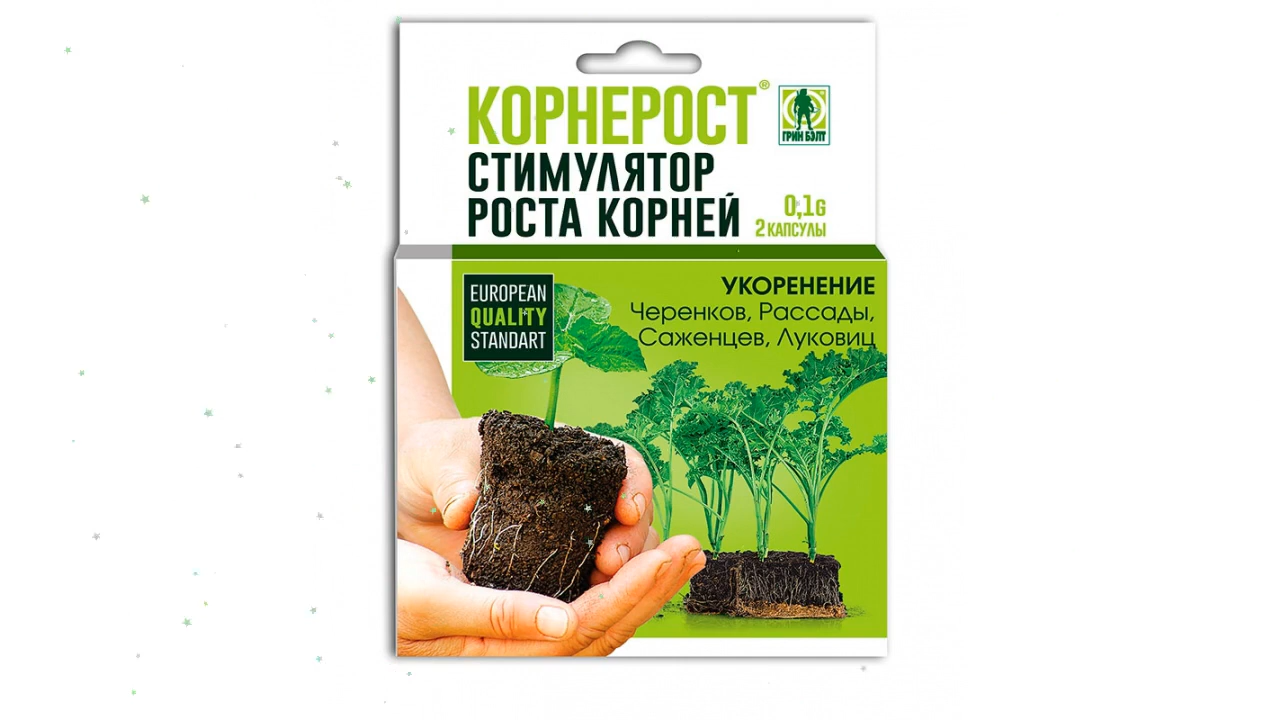 КОРНЕРОСТ®
ГРИН БЭЛТ
СТИМУЛЯТОР
РОСТА КОРНЕЙ
0,1G
2 КАПСУЛЫ
EUROPEAN
QUALITY
STANDART
УКОРЕНЕНИЕ
Черенков, Рассады,
Саженцев, Луковиц